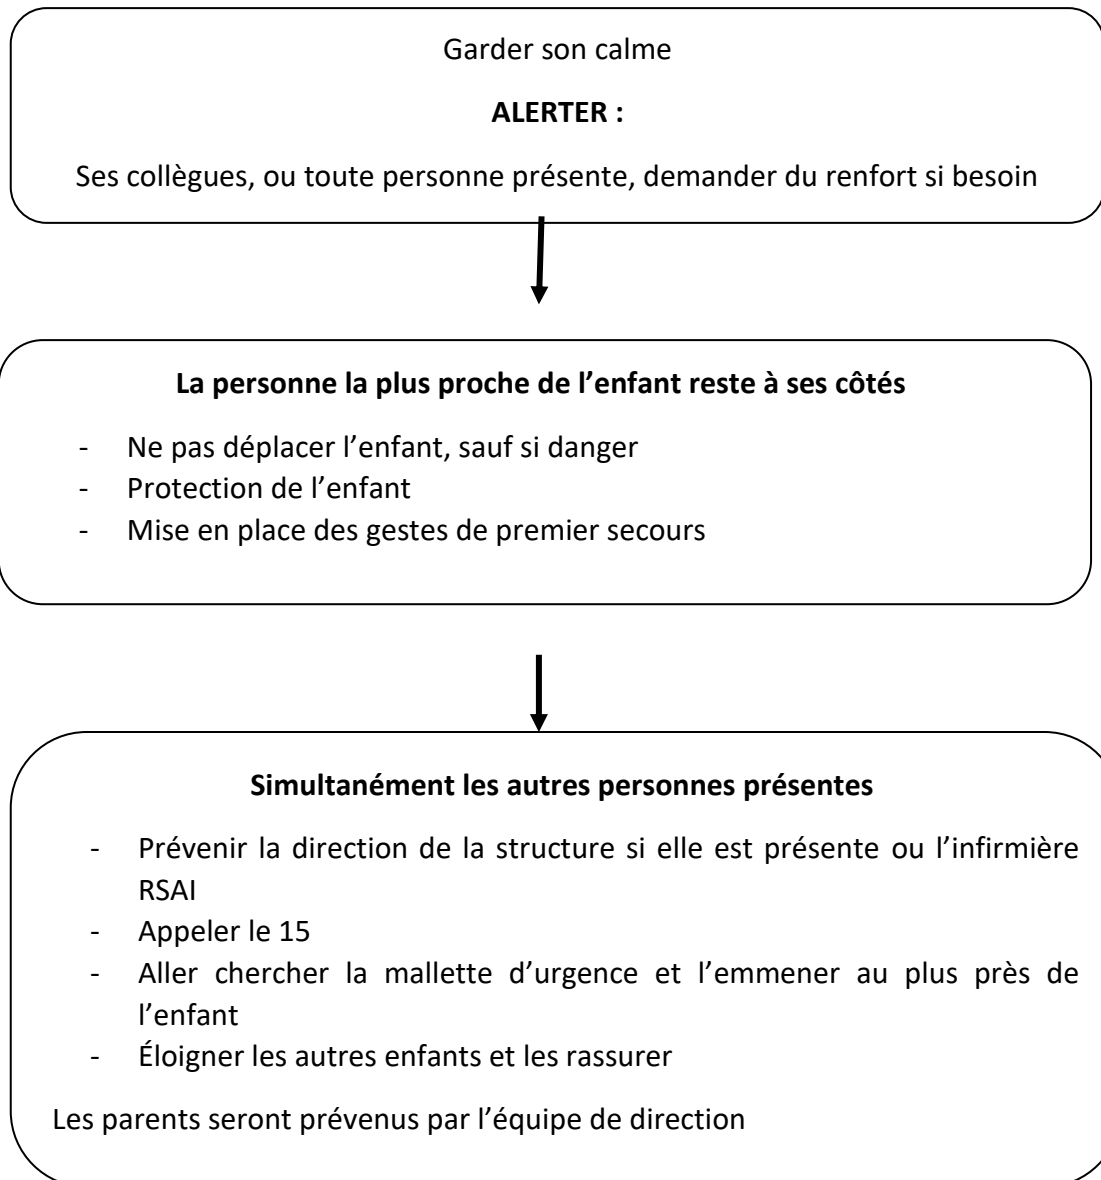 Garder son calme
ALERTER :
Ses collègues, ou toute personne présente, demander du renfort si besoin
La personne la plus proche de l’enfant reste à ses côtés
- Ne pas déplacer l’enfant, sauf si danger
- Protection de l’enfant
- Mise en place des gestes de premier secours
Simultanément les autres personnes présentes
- Prévenir la direction de la structure si elle est présente ou l’infirmière
RSAI
- Appeler le 15
- Aller chercher la mallette d’urgence et l’emmener au plus près de
l’enfant
- Éloigner les autres enfants et les rassurer
Les parents seront prévenus par l’équipe de direction